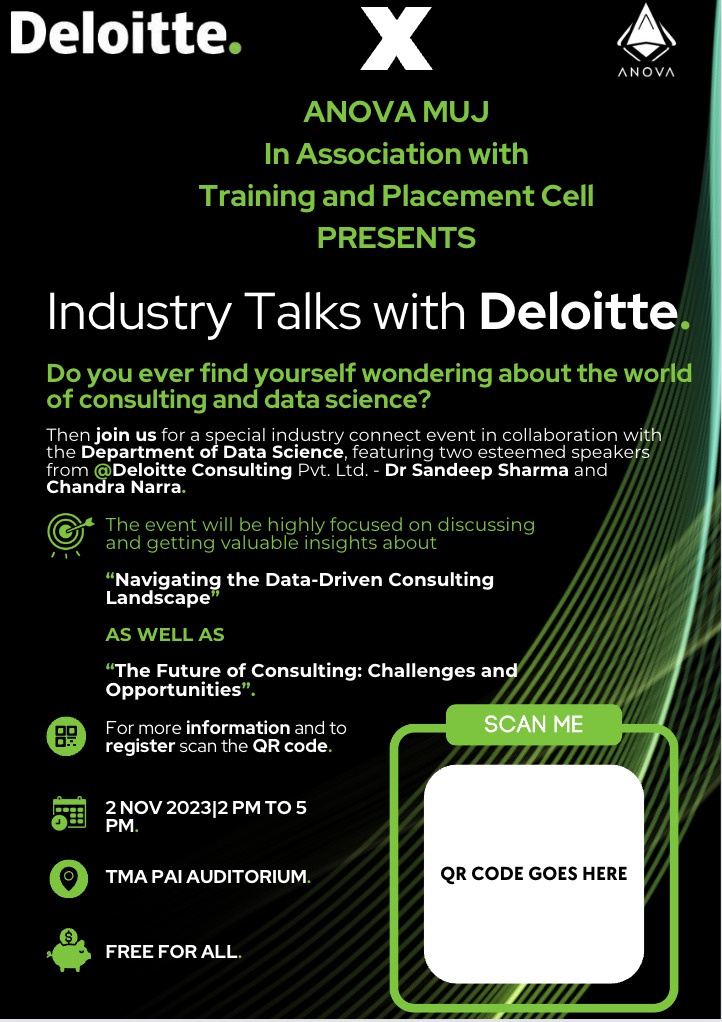 Deloitte.
X
ANOVA
ANOVA MUJ
In Association with
Training and Placement Cell
PRESENTS
Industry Talks with Deloitte.
Do you ever find yourself wondering about the world
of consulting and data science?
Then join us for a special industry connect event in collaboration with
the Department of Data Science, featuring two esteemed speakers
from @Deloitte Consulting Pvt. Ltd. - Dr Sandeep Sharma and
Chandra Narra.
The event will be highly focused on discussing
and getting valuable insights about
“Navigating the Data-Driven Consulting
Landscape”
AS WELL AS
“The Future of Consulting: Challenges and
Opportunities”.
For more information and to
register scan the QR code.
SCAN ME
QR CODE GOES HERE
2 NOV 2023|2 PM TO 5
PM.
TMA PAI AUDITORIUM.
$
FREE FOR ALL.